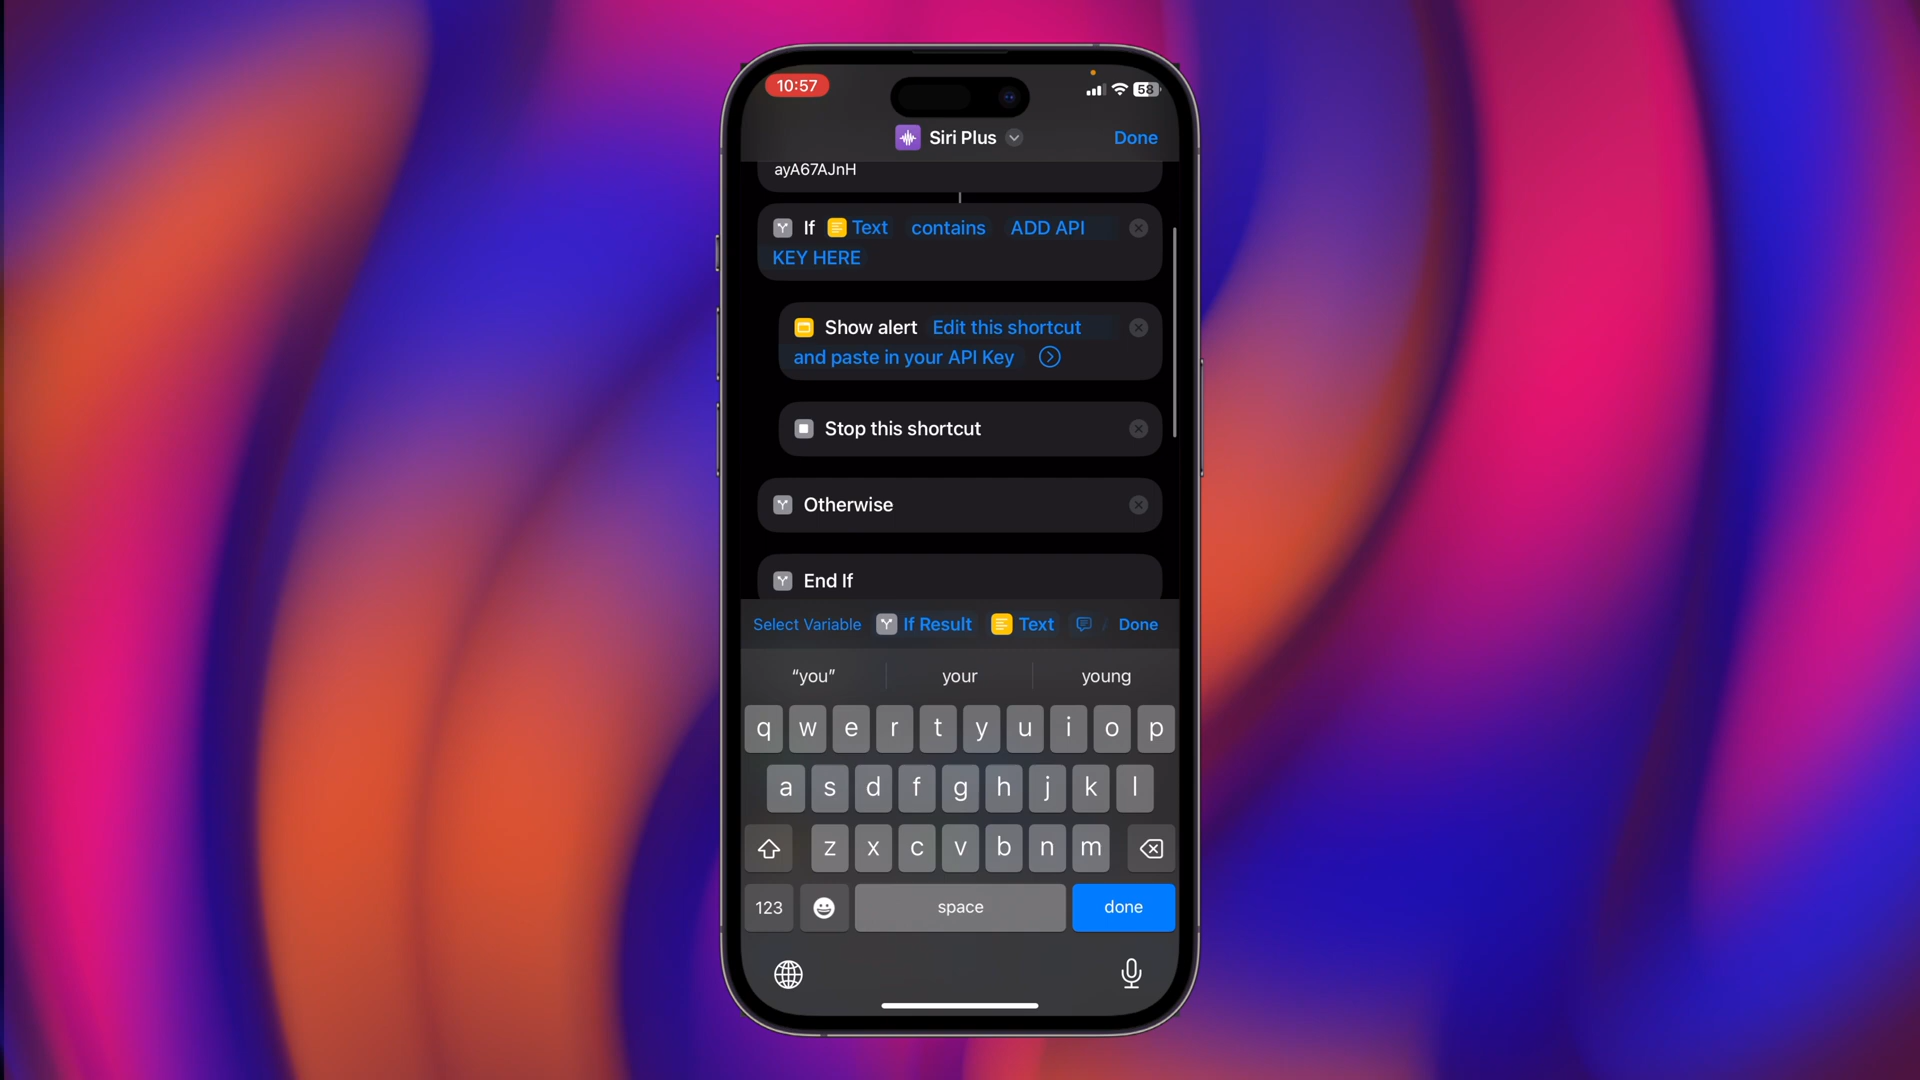 10:57
58
Siri Plus
Done
ayA67AJnH
If Text contains ADD API
KEY HERE
Show alert Edit this shortcut
and paste in your API Key
Stop this shortcut
Otherwise
End If
Select Variable If Result Text Done
“you” your young
q w e r t y u i o p
a s d f g h j k l
z x c v b n m
123 space done